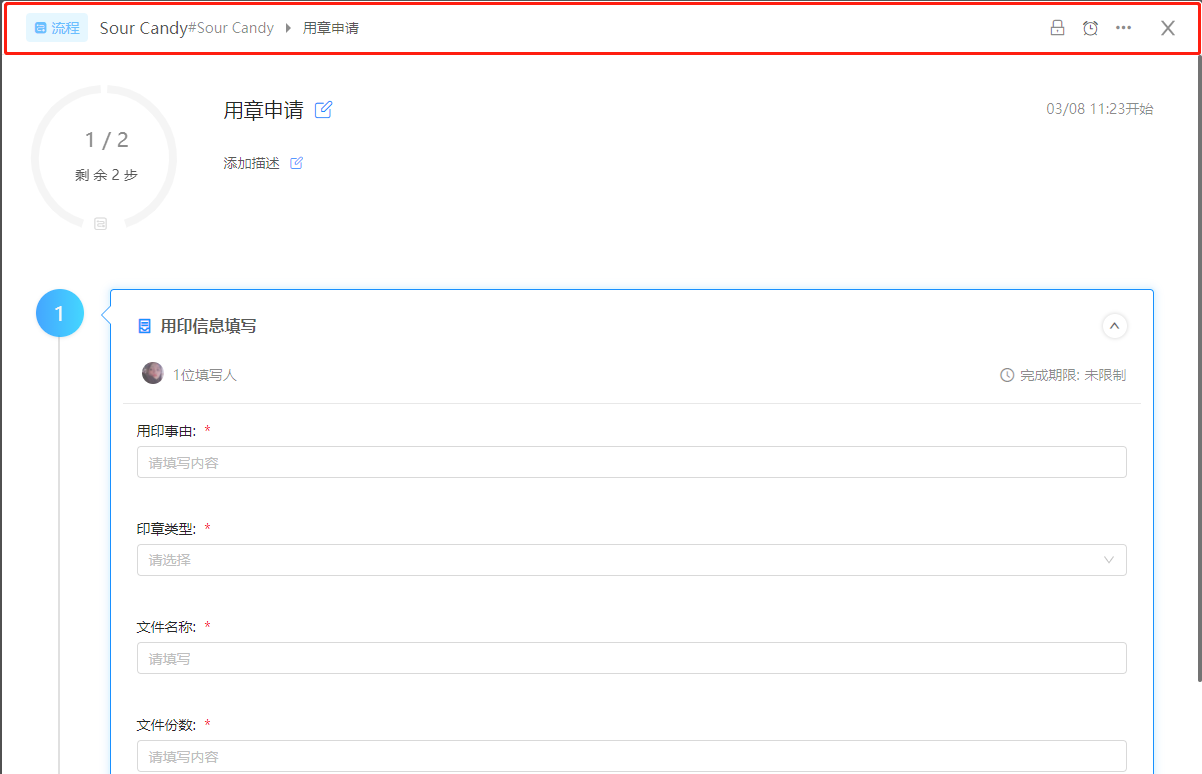 流程 Sour Candy#Sour Candy 用章申请
1 / 2
剩余2步
用章申请
03/08 11:23开始
添加描述
1
用印信息填写
1位填写人
完成期限: 未限制
用印事由: *
请填写内容
印章类型: *
请选择
文件名称: *
请填写
文件份数: *
请填写内容